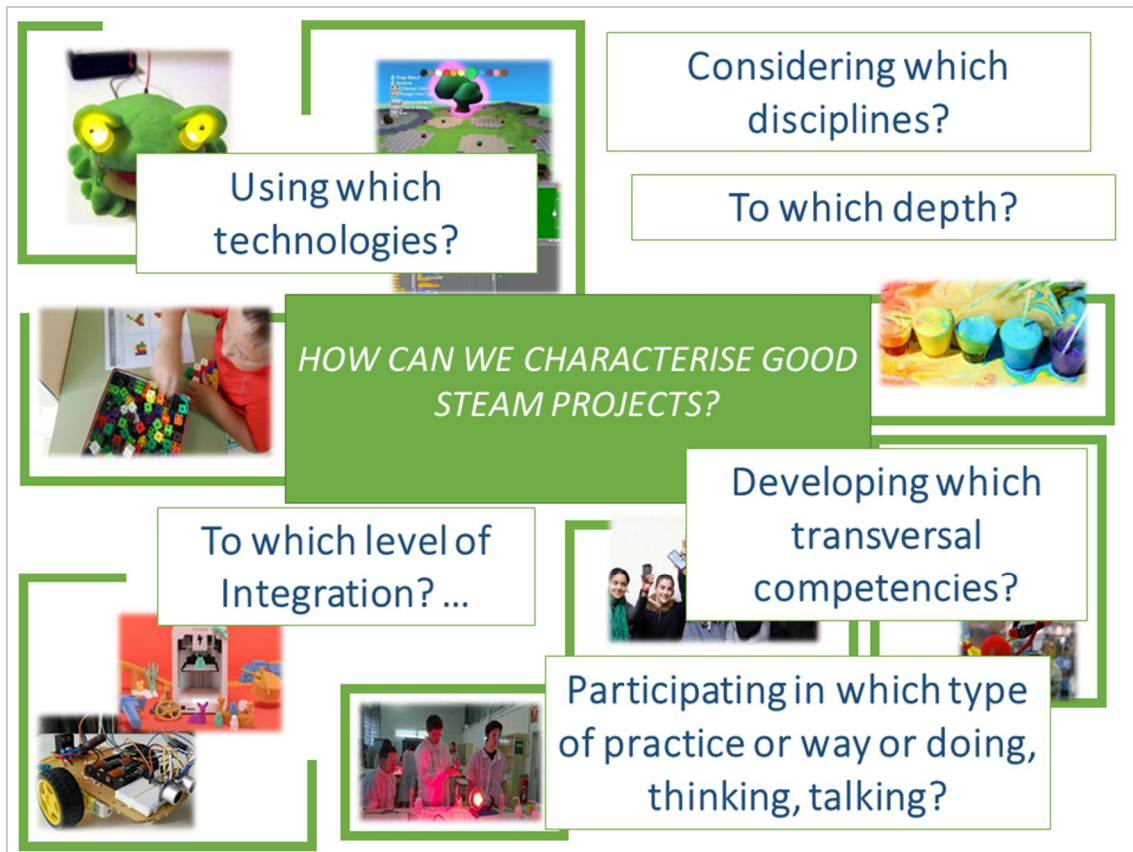 Considering which
disciplines?
Using which
technologies?
To which depth?
HOW CAN WE CHARACTERISE GOOD
STEAM PROJECTS?
Developing which
transversal
competencies?
To which level of
Integration? ...
Participating in which type
of practice or way or doing,
thinking, talking?